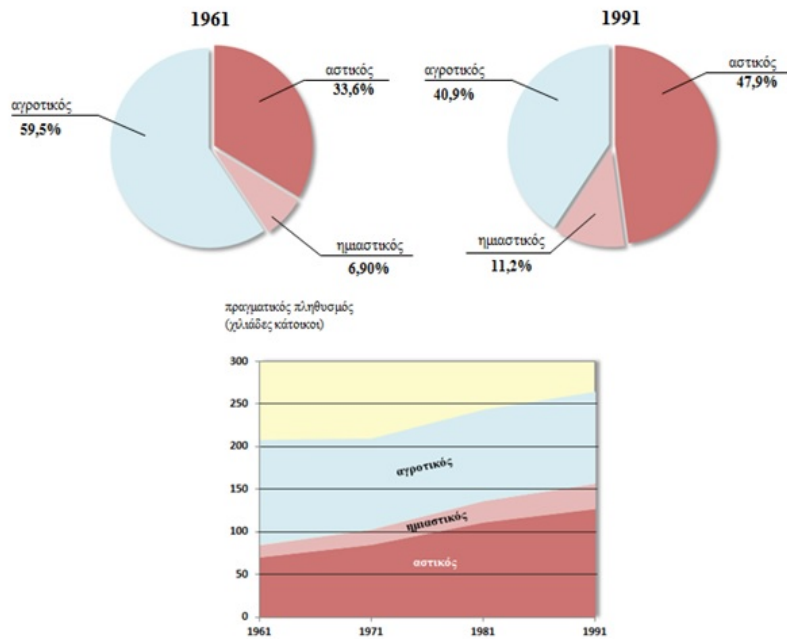 1961
αστικός
33,6%
αγροτικός
59,5%
ημιαστικός
6,90%
1991
αγροτικός
40,9%
αστικός
47,9%
ημιαστικός
11,2%
πραγματικός πληθυσμός
(χιλιάδες κάτοικοι)
300
250
200
150
100
50
0
αγροτικός
ημιαστικός
αστικός
1961
1971
1981
1991